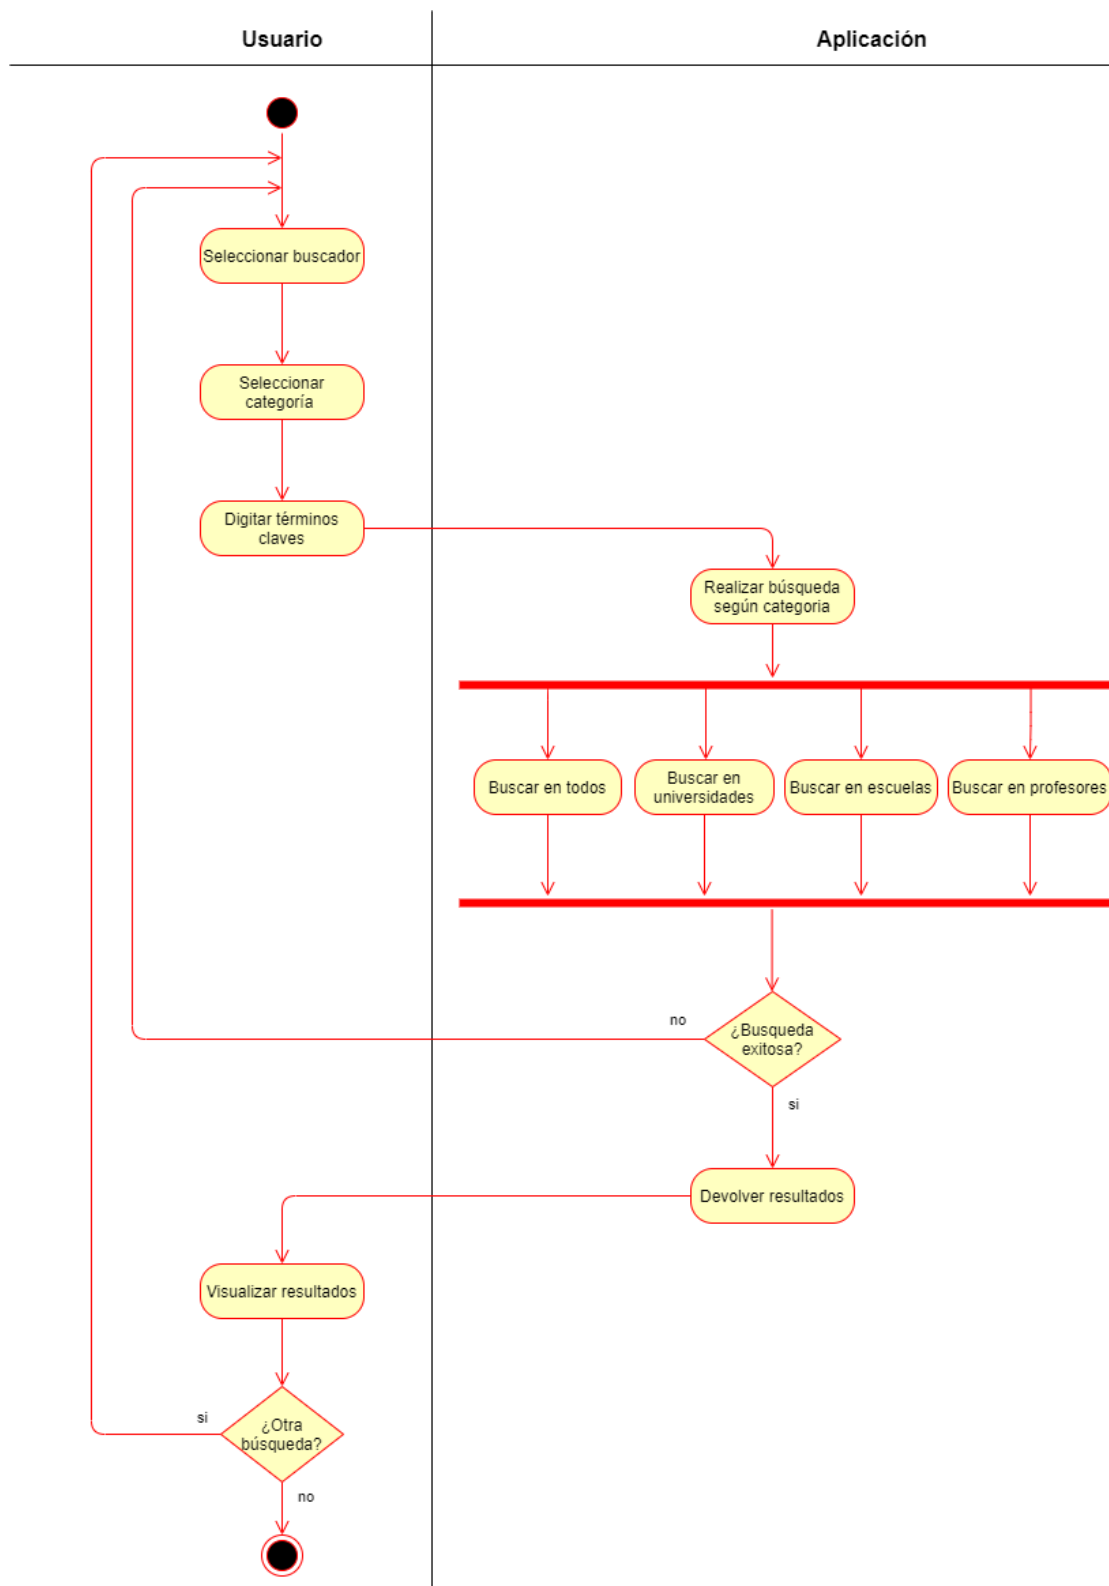 Usuario
Aplicación
Seleccionar buscador
Seleccionar
categoría
Digitar términos
claves
Realizar búsqueda
según categoria
Buscar en todos
Buscar en
universidades
Buscar en escuelas
Buscar en profesores
no
¿Busqueda
exitosa?
si
Devolver resultados
Visualizar resultados
si
¿Otra
búsqueda?
no